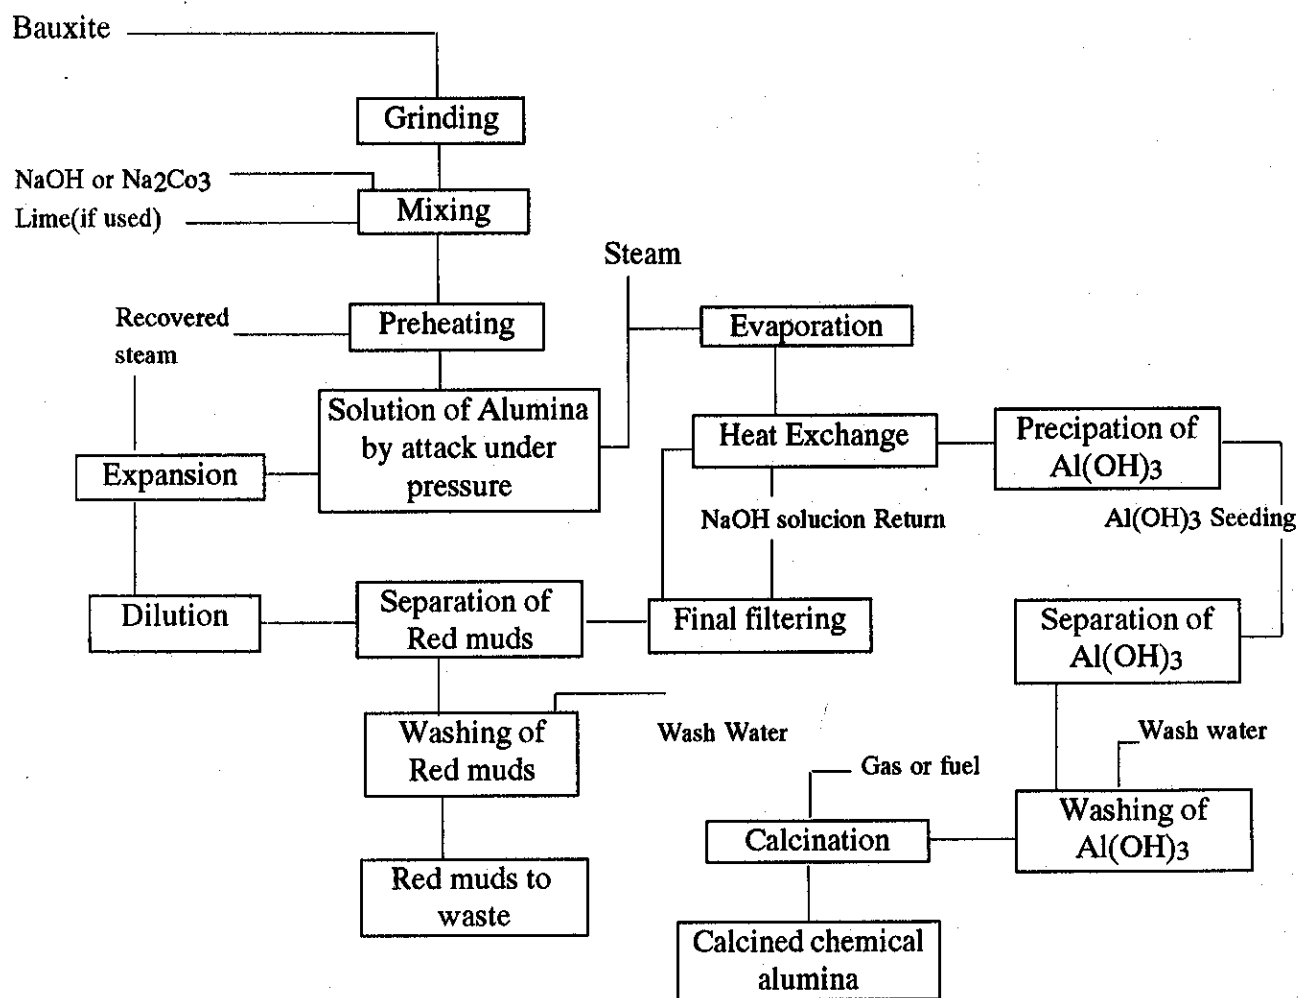 Bauxite
Grinding
NaOH or Na2Co3
Lime(if used)
Mixing
Steam
Recovered
steam
Preheating
Evaporation
Solution of Alumina
by attack under
pressure
Heat Exchange
Precipation of
Al(OH)3
Expansion
NaOH solucion Return
Al(OH)3 Seeding
Dilution
Separation of
Red muds
Final filtering
Separation of
Al(OH)3
Washing of
Red muds
Wash Water
Wash water
Gas or fuel
Washing of
Al(OH)3
Calcination
Red muds to
waste
Calcined chemical
alumina